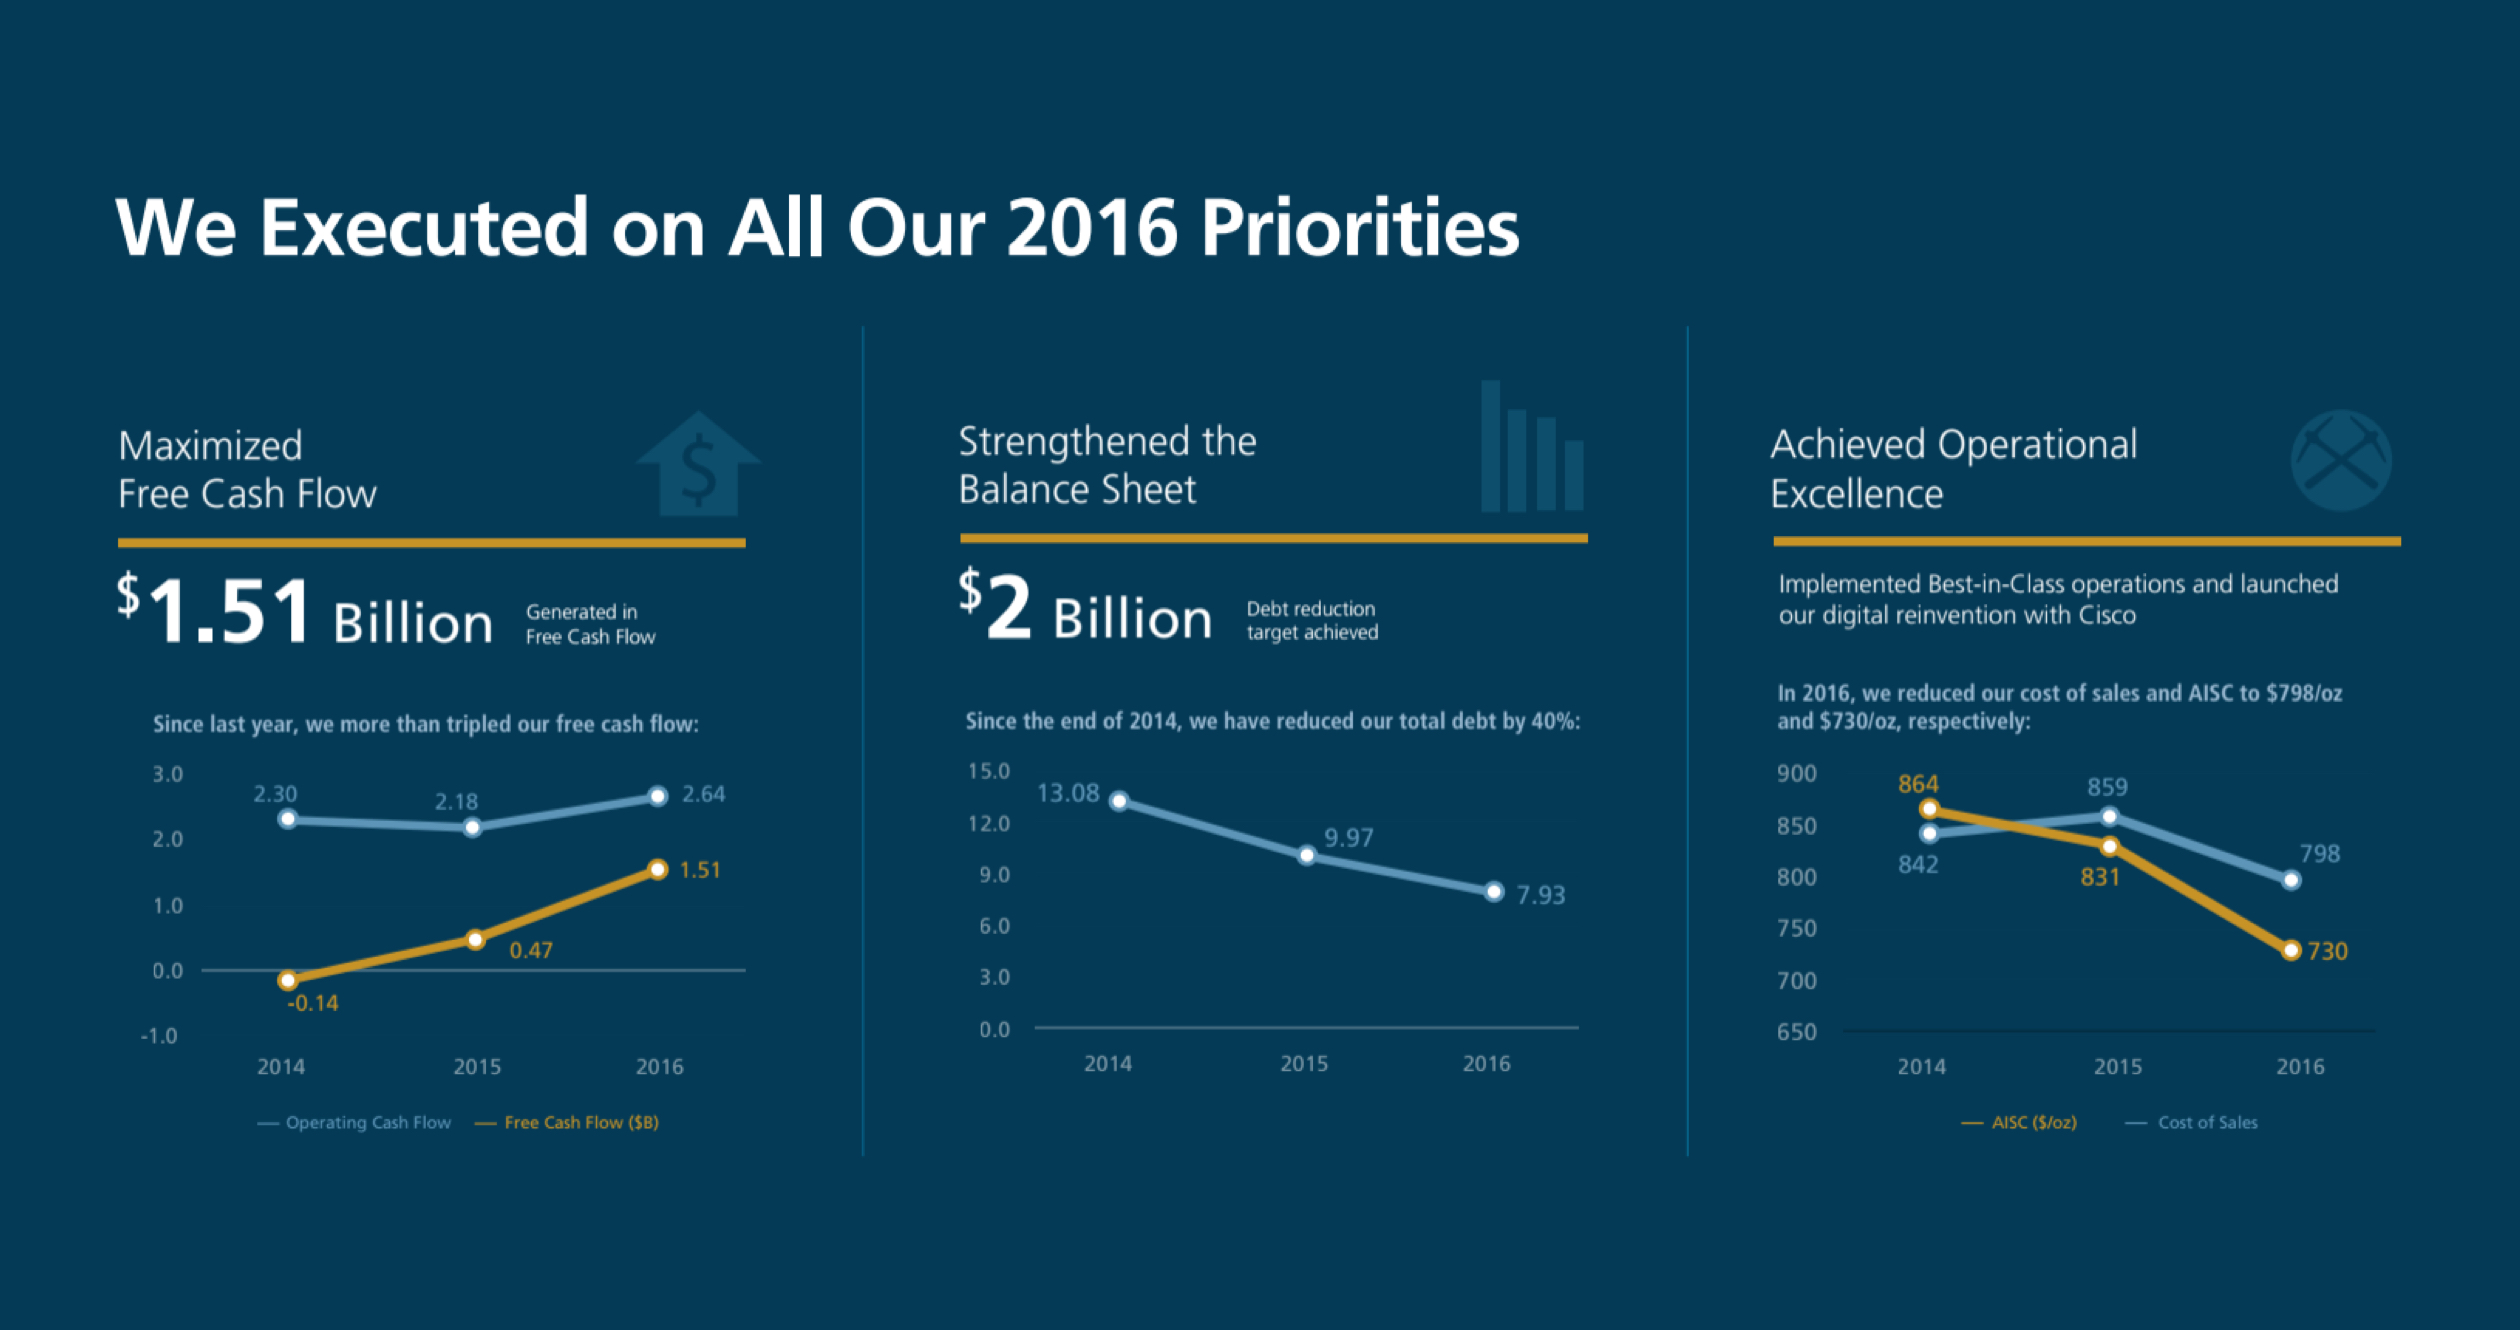 We Executed on All Our 2016 Priorities
Maximized
Free Cash Flow
$
$1.51 Billion
Generated in
Free Cash Flow
Since last year, we more than tripled our free cash flow:
3.0
2.0
1.0
0.0
-1.0
2.30
2.18
2.64
-0.14
0.47
1.51
2014
2015
2016
Operating Cash Flow
Free Cash Flow ($B)
Strengthened the
Balance Sheet
$2 Billion
Debt reduction
target achieved
Since the end of 2014, we have reduced our total debt by 40%:
15.0
12.0
9.0
6.0
3.0
0.0
13.08
9.97
7.93
2014
2015
2016
Achieved Operational
Excellence
Implemented Best-in-Class operations and launched
our digital reinvention with Cisco
In 2016, we reduced our cost of sales and AISC to $798/oz
and $730/oz, respectively:
900
850
800
750
700
650
864
842
859
831
798
730
2014
2015
2016
AISC ($/oz)
Cost of Sales